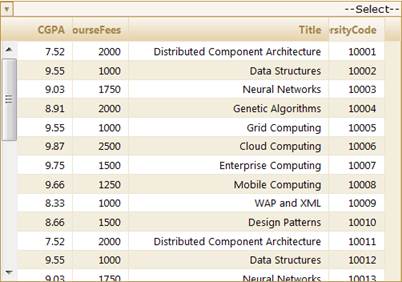 --Select--
CGPA ourseFees Title rsityCode
7.52 2000 Distributed Component Architecture 10001
9.55 1000 Data Structures 10002
9.03 1750 Neural Networks 10003
8.91 2000 Genetic Algorithms 10004
9.55 1000 Grid Computing 10005
9.87 2500 Cloud Computing 10006
9.75 1500 Enterprise Computing 10007
9.66 1250 Mobile Computing 10008
8.33 1000 WAP and XML 10009
8.66 1500 Design Patterns 10010
7.52 2000 Distributed Component Architecture 10011
9.55 1000 Data Structures 10012
9.03 1750 Neural Networks 10013